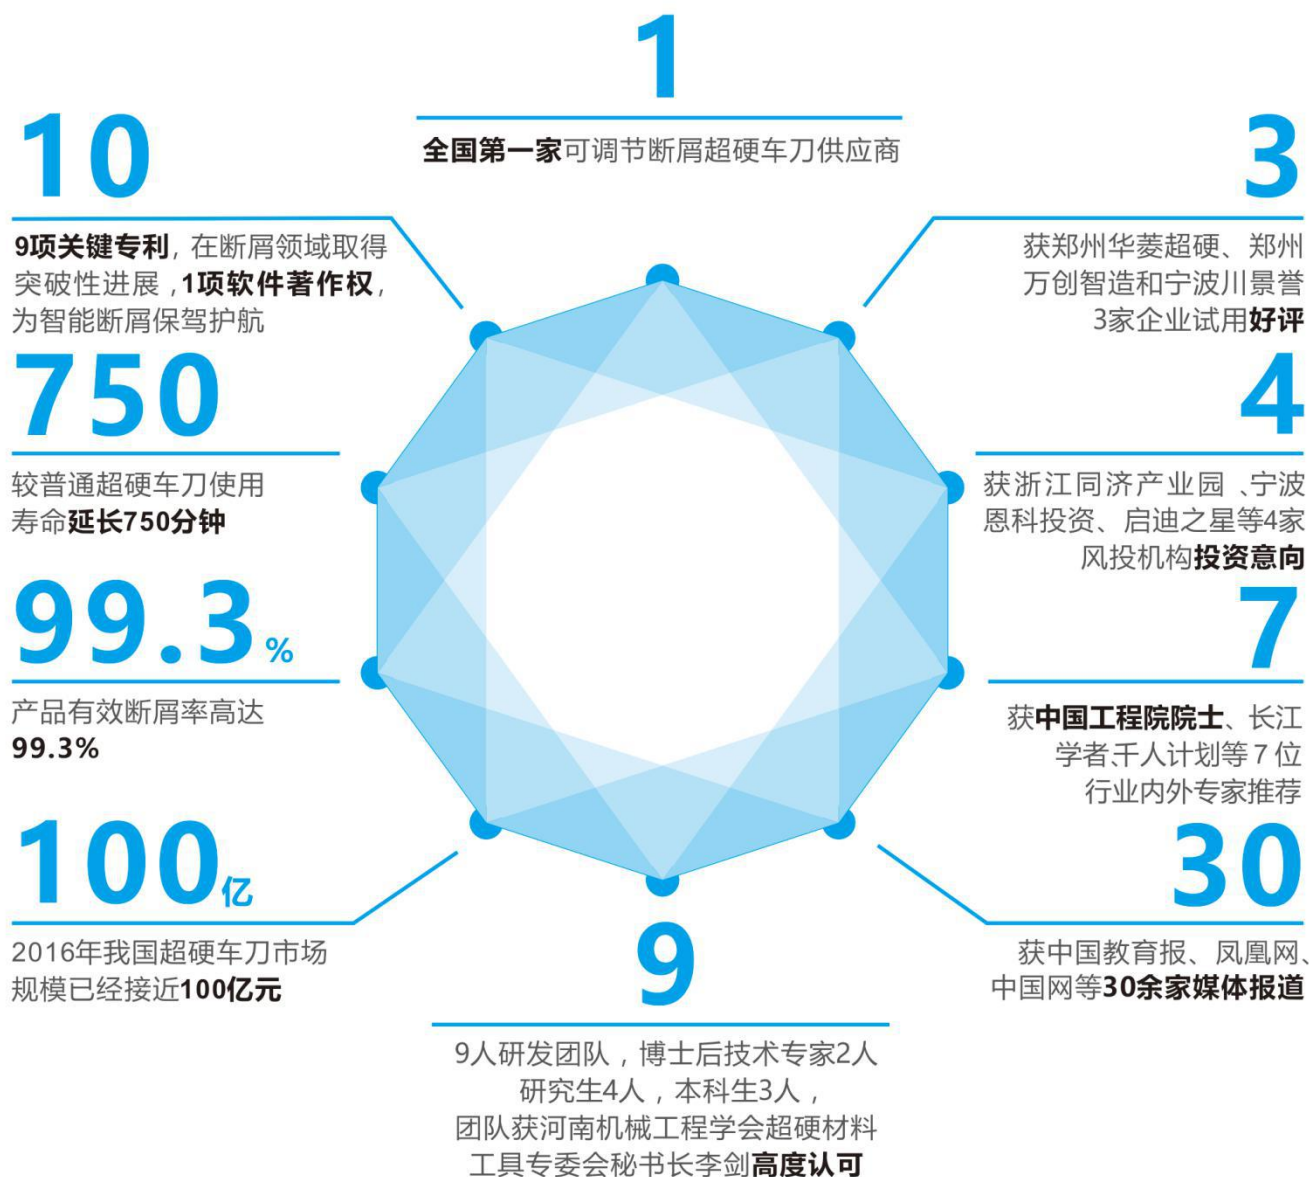 1
全国第一家可调节断屑超硬车刀供应商
10
9项关键专利，在断屑领域取得
突破性进展，1项软件著作权，
为智能断屑保驾护航
750
较普通超硬车刀使用
寿命延长750分钟
99.3%
产品有效断屑率高达
99.3%
100亿
2016年我国超硬车刀市场
规模已经接近100亿元
3
获郑州华菱超硬、郑州
万创智造和宁波川景誉
3家企业试用好评
4
获浙江同济产业园、宁波
恩科投资、启迪之星等4家
风投机构投资意向
7
获中国工程院院士、长江
学者、千人计划等7位
行业内外专家推荐
30
获中国教育报、凤凰网、
中国网等30余家媒体报道
9
9人研发团队，博士后技术专家2人
研究生4人，本科生3人，
团队获河南机械工程学会超硬材料
工具专委会秘书长李剑高度认可